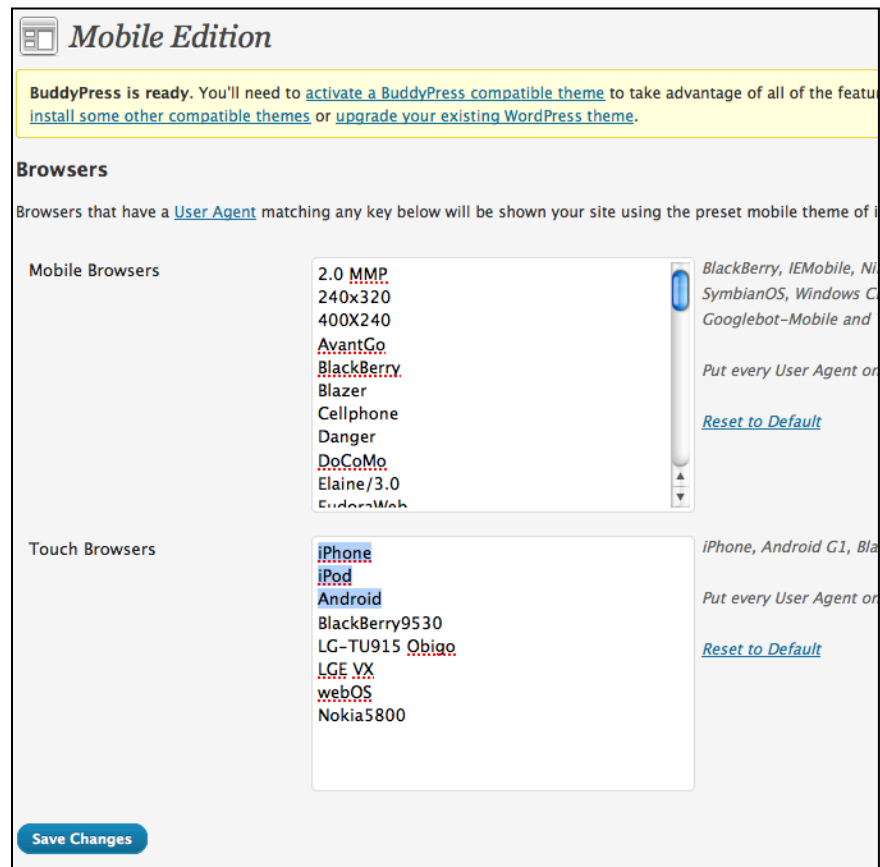 Mobile Edition
BuddyPress is ready. You'll need to activate a BuddyPress compatible theme to take advantage of all of the
install some other compatible themes or upgrade your existing WordPress theme.
Browsers
Browsers that have a User Agent matching any key below will be shown your site using the preset mobile theme of
Mobile Browsers
2.0 MMP
240x320
400X240
AvantGo
BlackBerry
Blazer
Cellphone
Danger
DoCoMo
Elaine/3.0
EudoraWeb
BlackBerry, IEMobile,
SymbianOS, Windows
Googlebot-Mobile and
Put every User Agent
Reset to Default
Touch Browsers
iPhone
iPod
Android
BlackBerry9530
LG-TU915 Obigo
LGE VX
webOS
Nokia5800
iPhone, Android G1,
Put every User Agent
Reset to Default
Save Changes